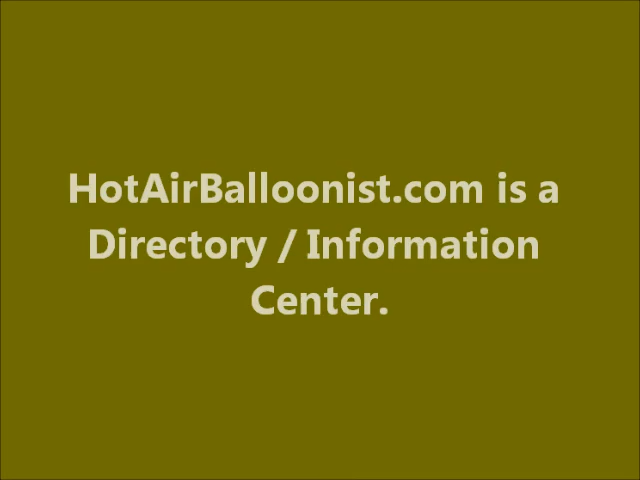 HotAirBalloonist.com is a
Directory / Information
Center.